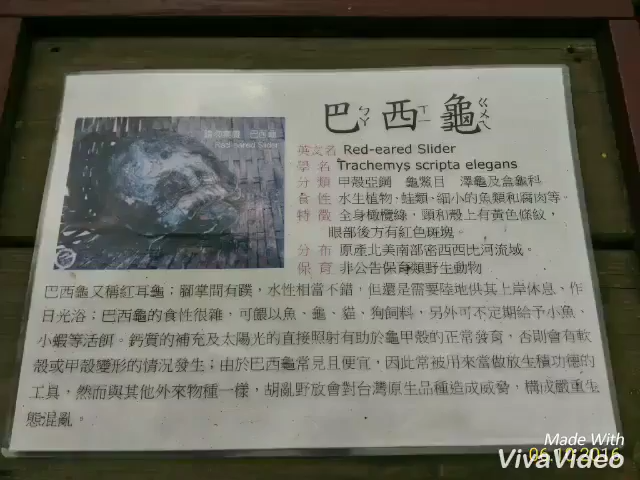 巴西龜
ㄅㄚ ㄒㄧ ㄍㄨㄟ
巴西龜
Red-eared Slider
英文名 Red-eared Slider
學名 Trachemys scripta elegans
分類 甲殼亞綱 龜鱉目 澤龜及盒龜科
食性 水生植物、蛙類、細小的魚類和腐肉等。
特徵 全身橄欖綠,頭和殼上有黃色條紋,
眼部後方有紅色斑塊。
分布 原產北美南部密西西比河流域。
保育 非公告保育類野生動物
巴西龜又稱紅耳龜;腳掌間有蹼,水性相當不錯,但還是需要陸地供其上岸休息、作
日光浴;巴西龜的食性很雜,可餵以魚、龜、貓,狗飼料,另外可不定期給予小魚、
小蝦等活餌。鈣質的補充及太陽光的直接照射有助於龜甲殼的正常發育,否則會有軟
殼或甲殼變形的情況發生;由於巴西龜常見且便宜,因此常被用來當做放生積功德的
工具,然而與其他外來物種一樣,胡亂野放會對台灣原生品種造成威脅,構成嚴重生
態混亂。
Made With
VivaVideo
06.10.2016